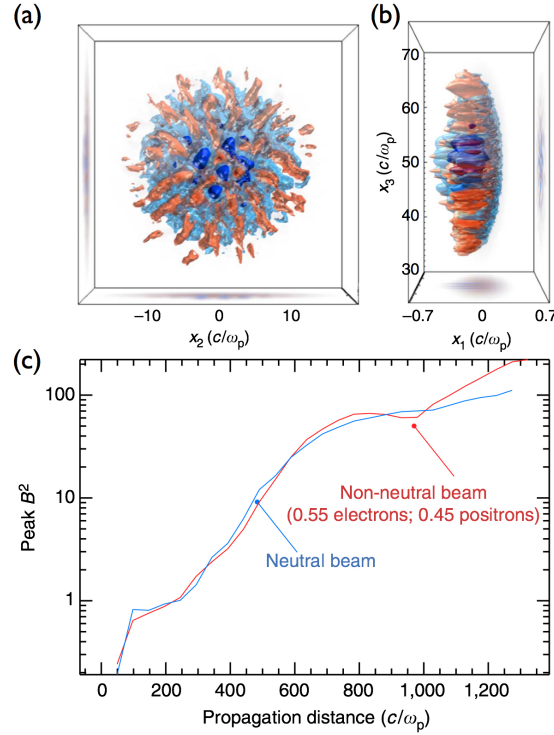 (a)
(b)
70
60
50
40
30
x₃ (c/ωₚ)
−10 0 10
x₂ (c/ωₚ)
−0.7 0 0.7
x₁ (c/ωₚ)
(c)
100
10
1
Peak B²
Non-neutral beam
(0.55 electrons; 0.45 positrons)
Neutral beam
0 200 400 600 800 1,000 1,200
Propagation distance (c/ωₚ)